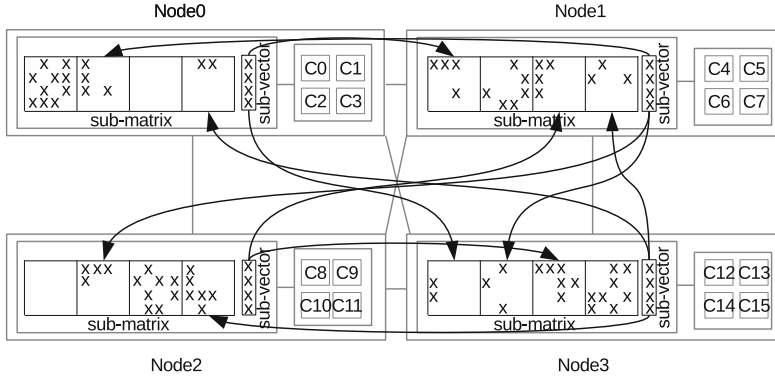 Node0
Node1
sub-vector
C0 C1
C2 C3
sub-matrix
sub-vector
C4 C5
C6 C7
sub-matrix
sub-vector
C8 C9
C10 C11
sub-matrix
sub-vector
C12 C13
C14 C15
sub-matrix
Node2
Node3